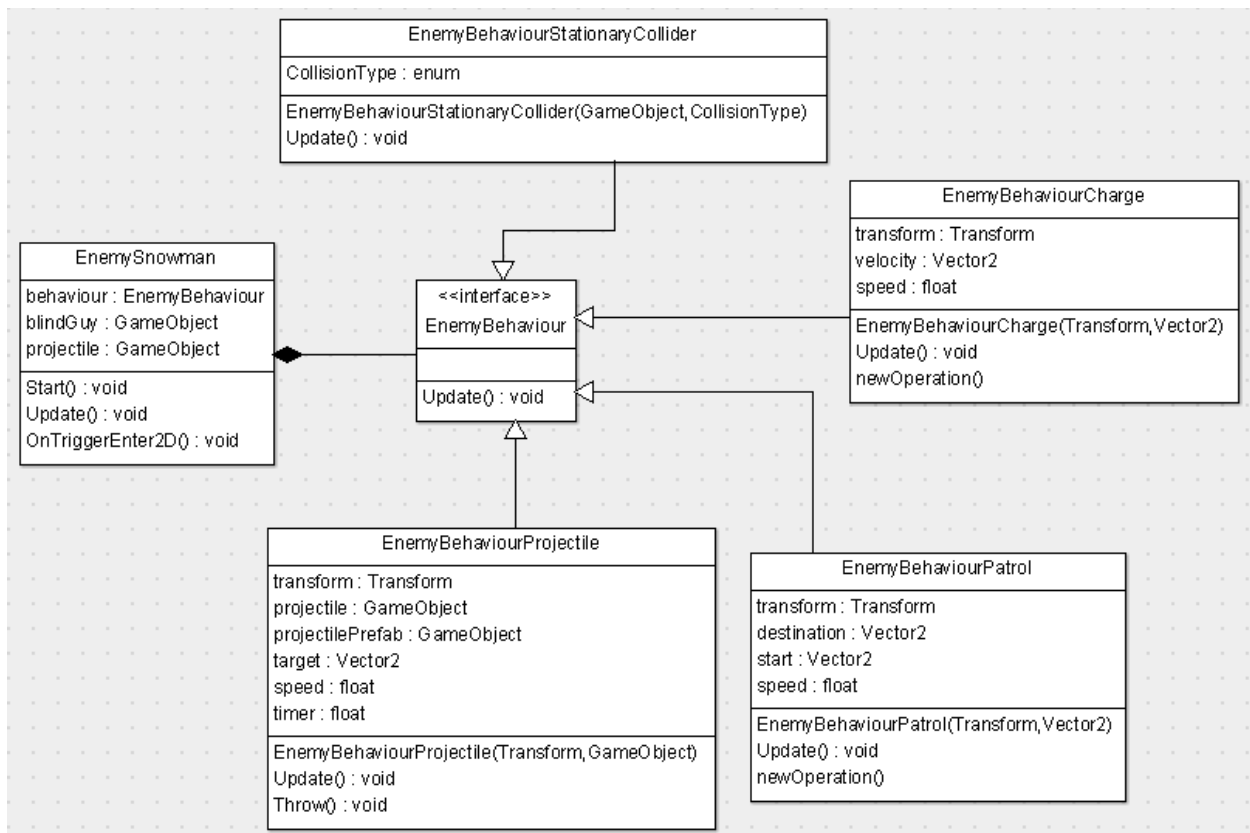 EnemyBehaviourStationaryCollider
CollisionType : enum
EnemyBehaviourStationaryCollider(GameObject,CollisionType)
Update() : void
EnemyBehaviourCharge
transform : Transform
velocity : Vector2
speed : float
EnemyBehaviourCharge(Transform,Vector2)
Update() : void
newOperation()
EnemySnowman
behaviour : EnemyBehaviour
blindGuy : GameObject
projectile : GameObject
Start() : void
Update() : void
OnTriggerEnter2D() : void
<<interface>>
EnemyBehaviour
Update() : void
EnemyBehaviourProjectile
transform : Transform
projectile : GameObject
projectilePrefab : GameObject
target : Vector2
speed : float
timer : float
EnemyBehaviourProjectile(Transform,GameObject)
Update() : void
Throw() : void
EnemyBehaviourPatrol
transform : Transform
destination : Vector2
start : Vector2
speed : float
EnemyBehaviourPatrol(Transform,Vector2)
Update() : void
newOperation()